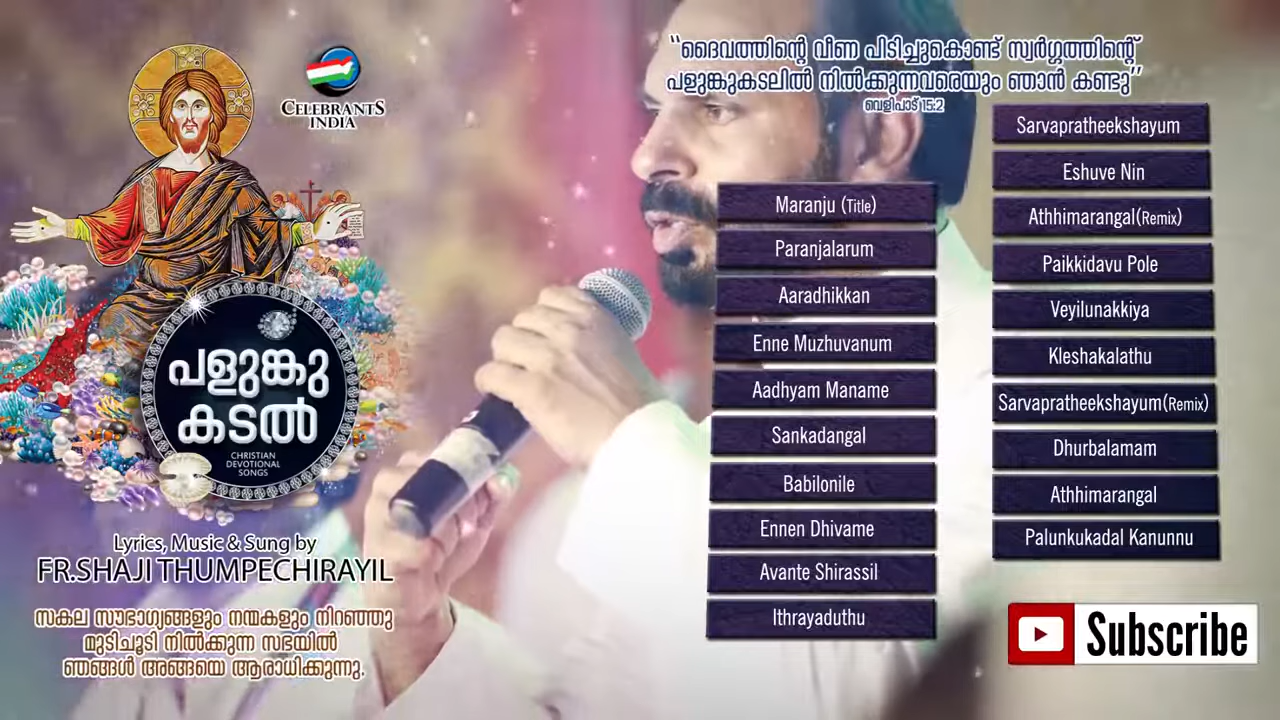 CELEBRANTS
INDIA
പളുങ്കു
കടൽ
CHRISTIAN
DEVOTIONAL
SONGS
Lyrics, Music & Sung by
FR.SHAJI THUMPECHIRAYIL
സകല സൗഭാഗ്യങ്ങളും നന്മകളും നിറഞ്ഞു
മുടിചൂടി നിൽക്കുന്ന സഭയിൽ
ഞങ്ങൾ അങ്ങയെ ആരാധിക്കുന്നു.
“ദൈവത്തിന്റെ വീണ പിടിച്ചുകൊണ്ട് സ്വർഗ്ഗത്തിന്റെ
പളുങ്കുകടലിൽ നിൽക്കുന്നവരെയും ഞാൻ കണ്ടു”
വെളിപാട് 15:2
Maranju (Title)
Paranjalarum
Aaradhikkan
Enne Muzhuvanum
Aadhyam Maname
Sankadangal
Babilonile
Ennen Dhivame
Avante Shirassil
Ithrayaduthu
Sarvapratheekshayum
Eshuve Nin
Athhimarangal(Remix)
Paikkidavu Pole
Veyilunakkiya
Kleshakalathu
Sarvapratheekshayum(Remix)
Dhurbalamam
Athhimarangal
Palunkukadal Kanunnu
Subscribe